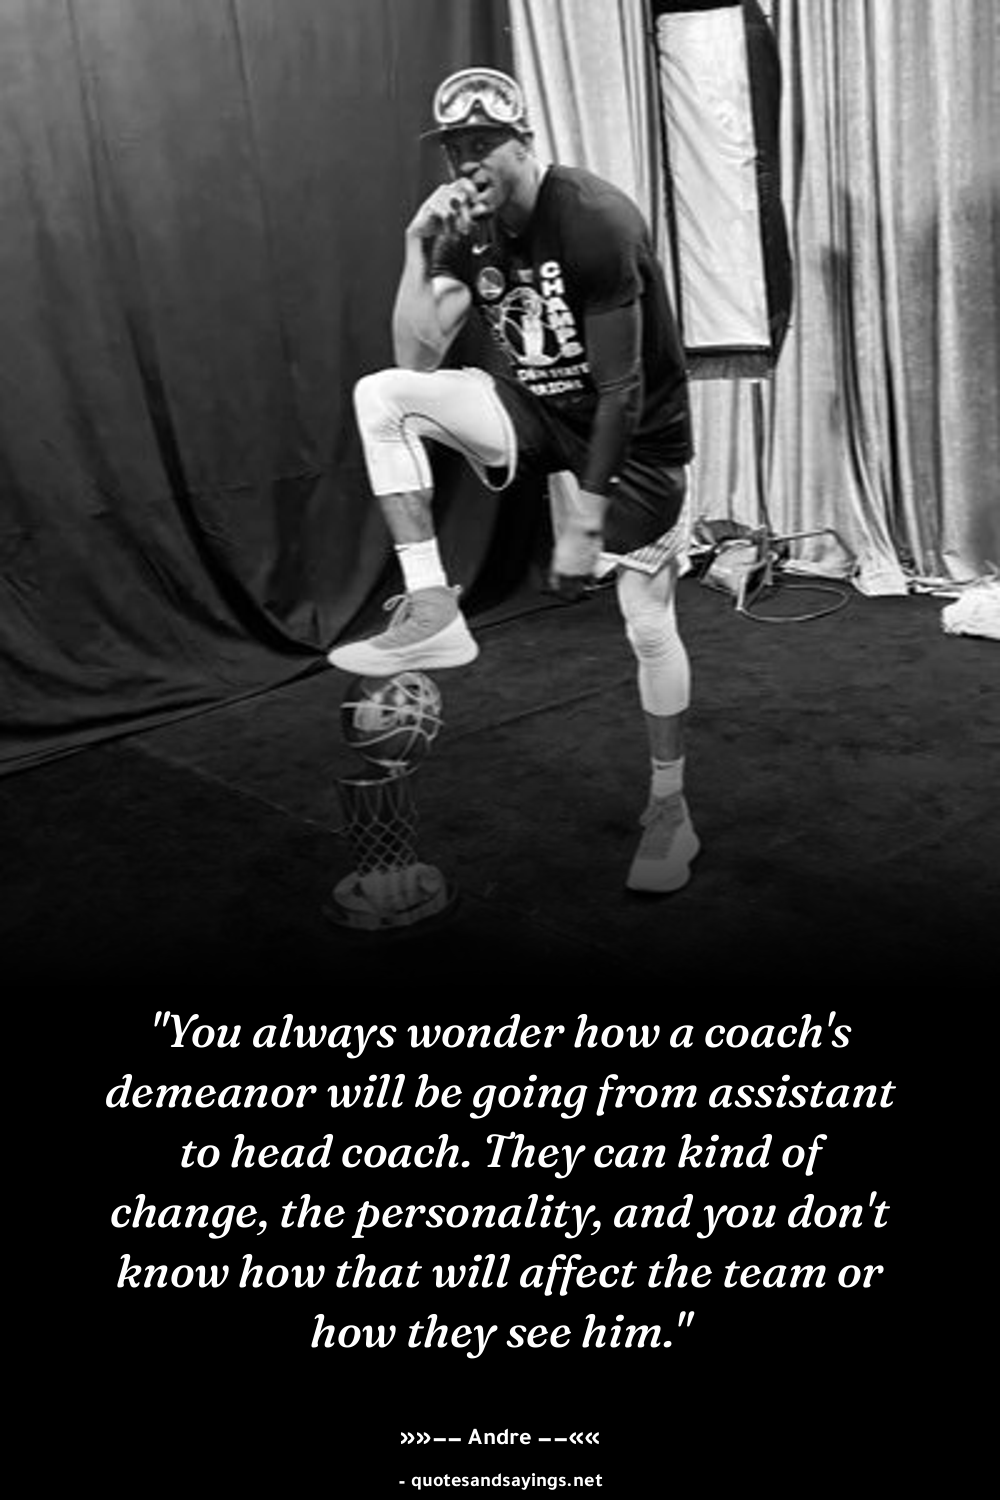 CHAMPS
"You always wonder how a coach's
demeanor will be going from assistant
to head coach. They can kind of
change, the personality, and you don't
know how that will affect the team or
how they see him."
»»−− Andre −−««
- quotesandsayings.net